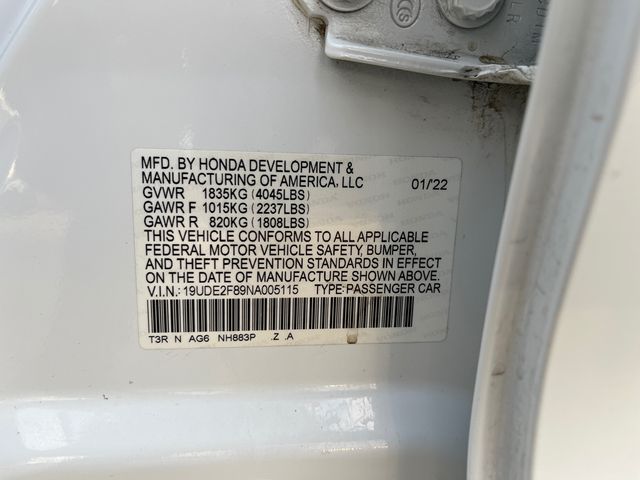 MFD. BY HONDA DEVELOPMENT &
MANUFACTURING OF AMERICA, LLC 01/'22
GVWR 1835KG (4045LBS)
GAWR F 1015KG (2237LBS)
GAWR R 820KG (1808LBS)
THIS VEHICLE CONFORMS TO ALL APPLICABLE
FEDERAL MOTOR VEHICLE SAFETY, BUMPER,
AND THEFT PREVENTION STANDARDS IN EFFECT
ON THE DATE OF MANUFACTURE SHOWN ABOVE.
V.I.N.: 19UDE2F89NA005115 TYPE:PASSENGER CAR
T3R N AG6 NH883P .Z .A